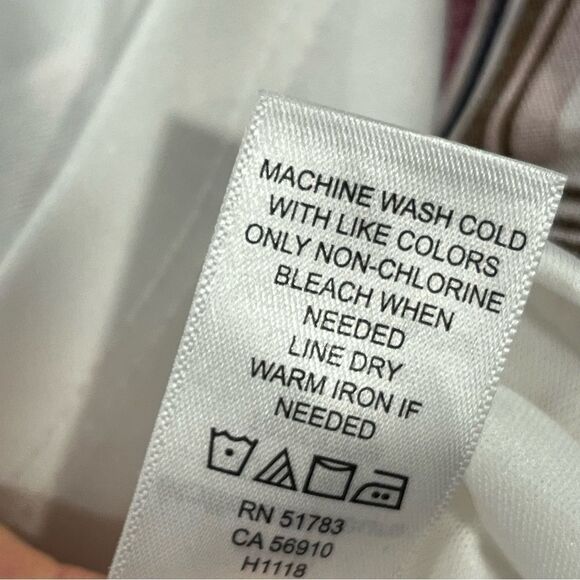 MACHINE WASH COLD
WITH LIKE COLORS
ONLY NON-CHLORINE
BLEACH WHEN
NEEDED
LINE DRY
WARM IRON IF
NEEDED
RN 51783
CA 56910
H1118